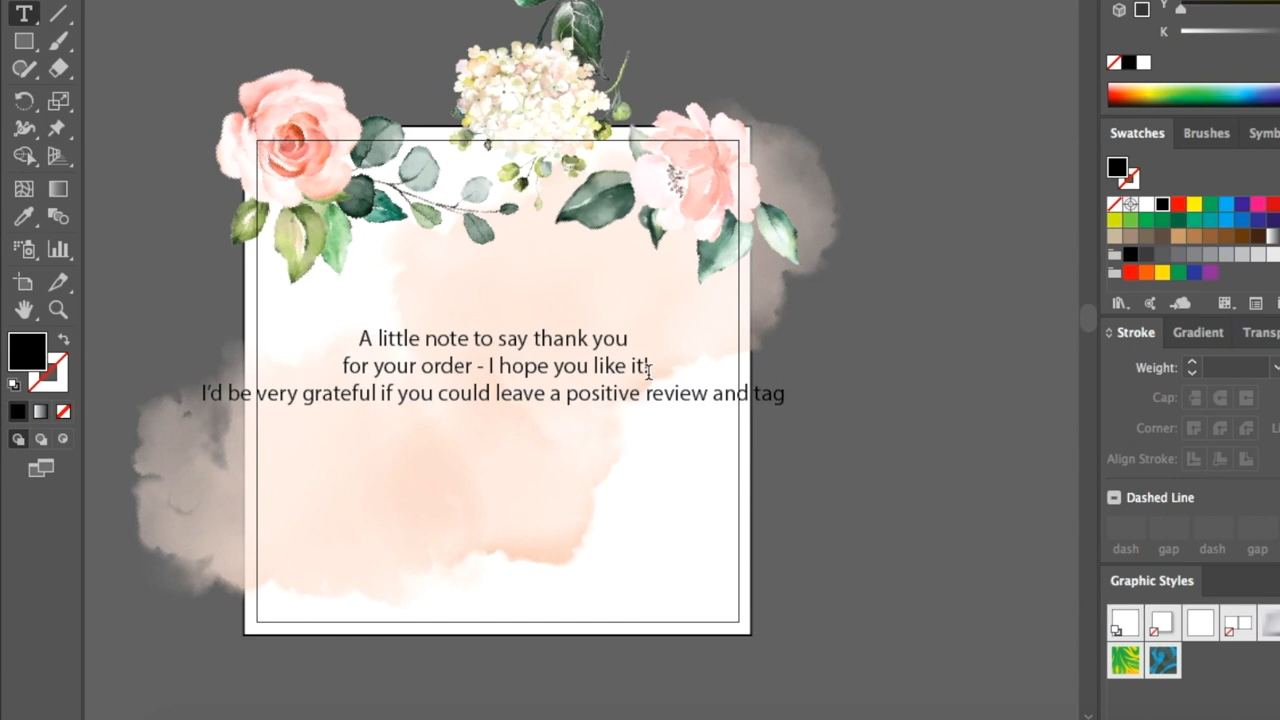 Y
K
T
Swatches Brushes Symb
A little note to say thank you
for your order - I hope you like it!
I'd be very grateful if you could leave a positive review and tag
Stroke Gradient Transp
Weight:
Cap:
Corner: Li
Align Stroke:
Dashed Line
dash gap dash gap
Graphic Styles